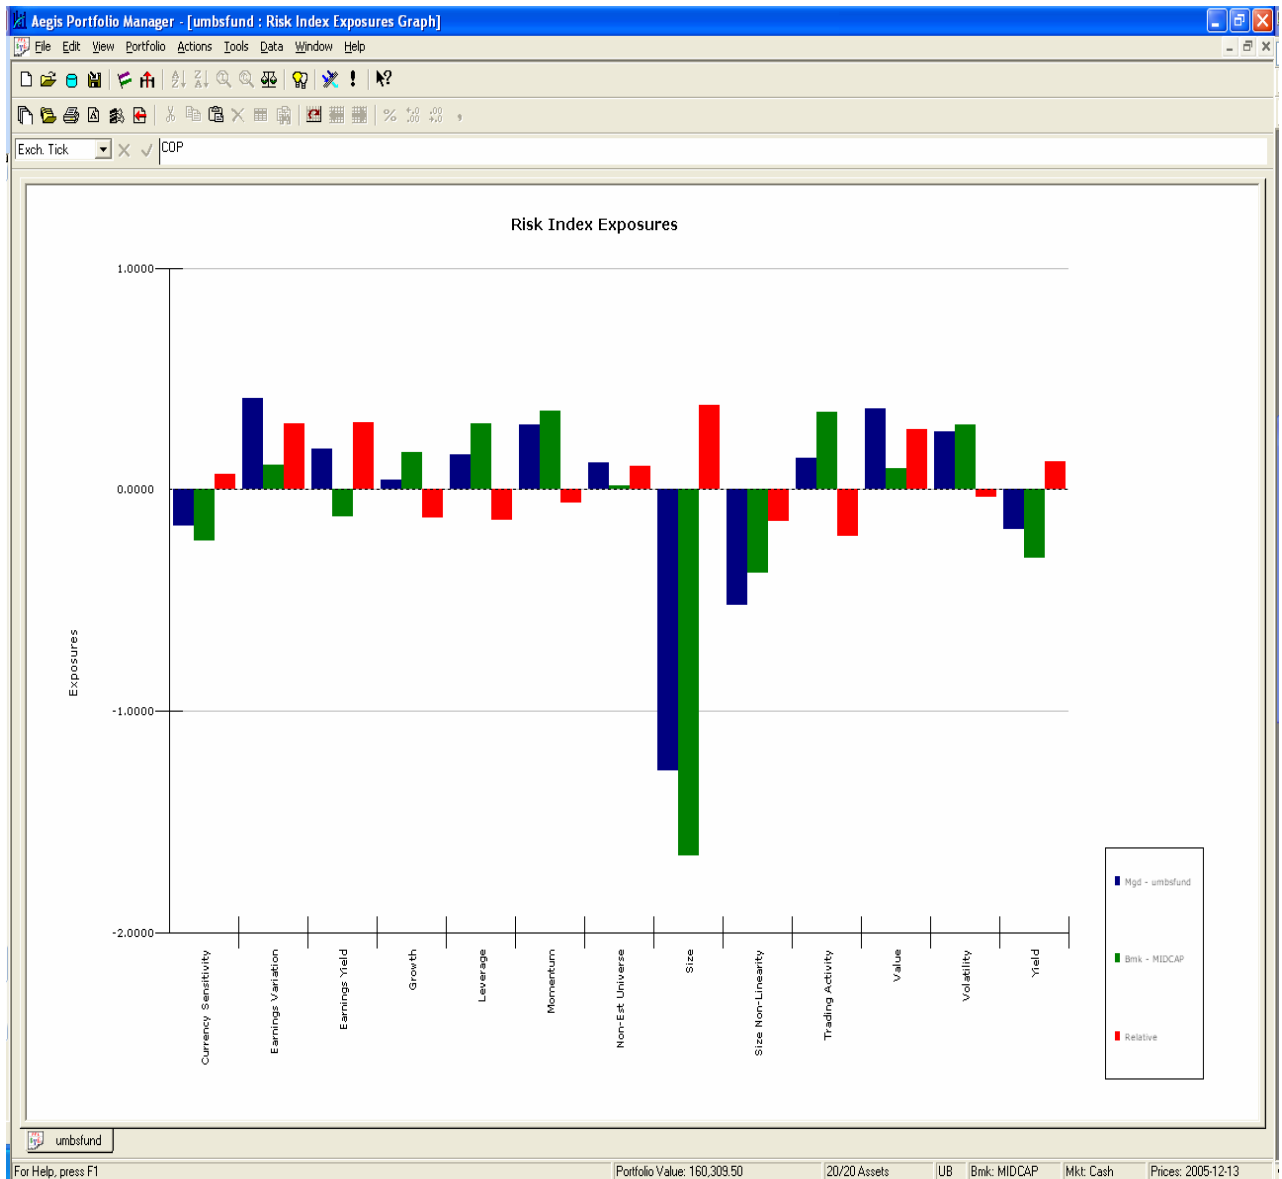 Aegis Portfolio Manager - [umbsfund : Risk Index Exposures Graph]
File Edit View Portfolio Actions Tools Data Window Help
Exch. Tick COP
Risk Index Exposures
1.0000
0.0000
-1.0000
-2.0000
Exposures
Currency Sensitivity
Earnings Variation
Earnings Yield
Growth
Leverage
Momentum
Non-Est Universe
Size
Size Non-Linearity
Trading Activity
Value
Volatility
Yield
Mgd - umbsfund
Bmk - MIDCAP
Relative
umbsfund
For Help, press F1 Portfolio Value: 160,309.50 20/20 Assets UB Bmk: MIDCAP Mkt: Cash Prices: 2005-12-13